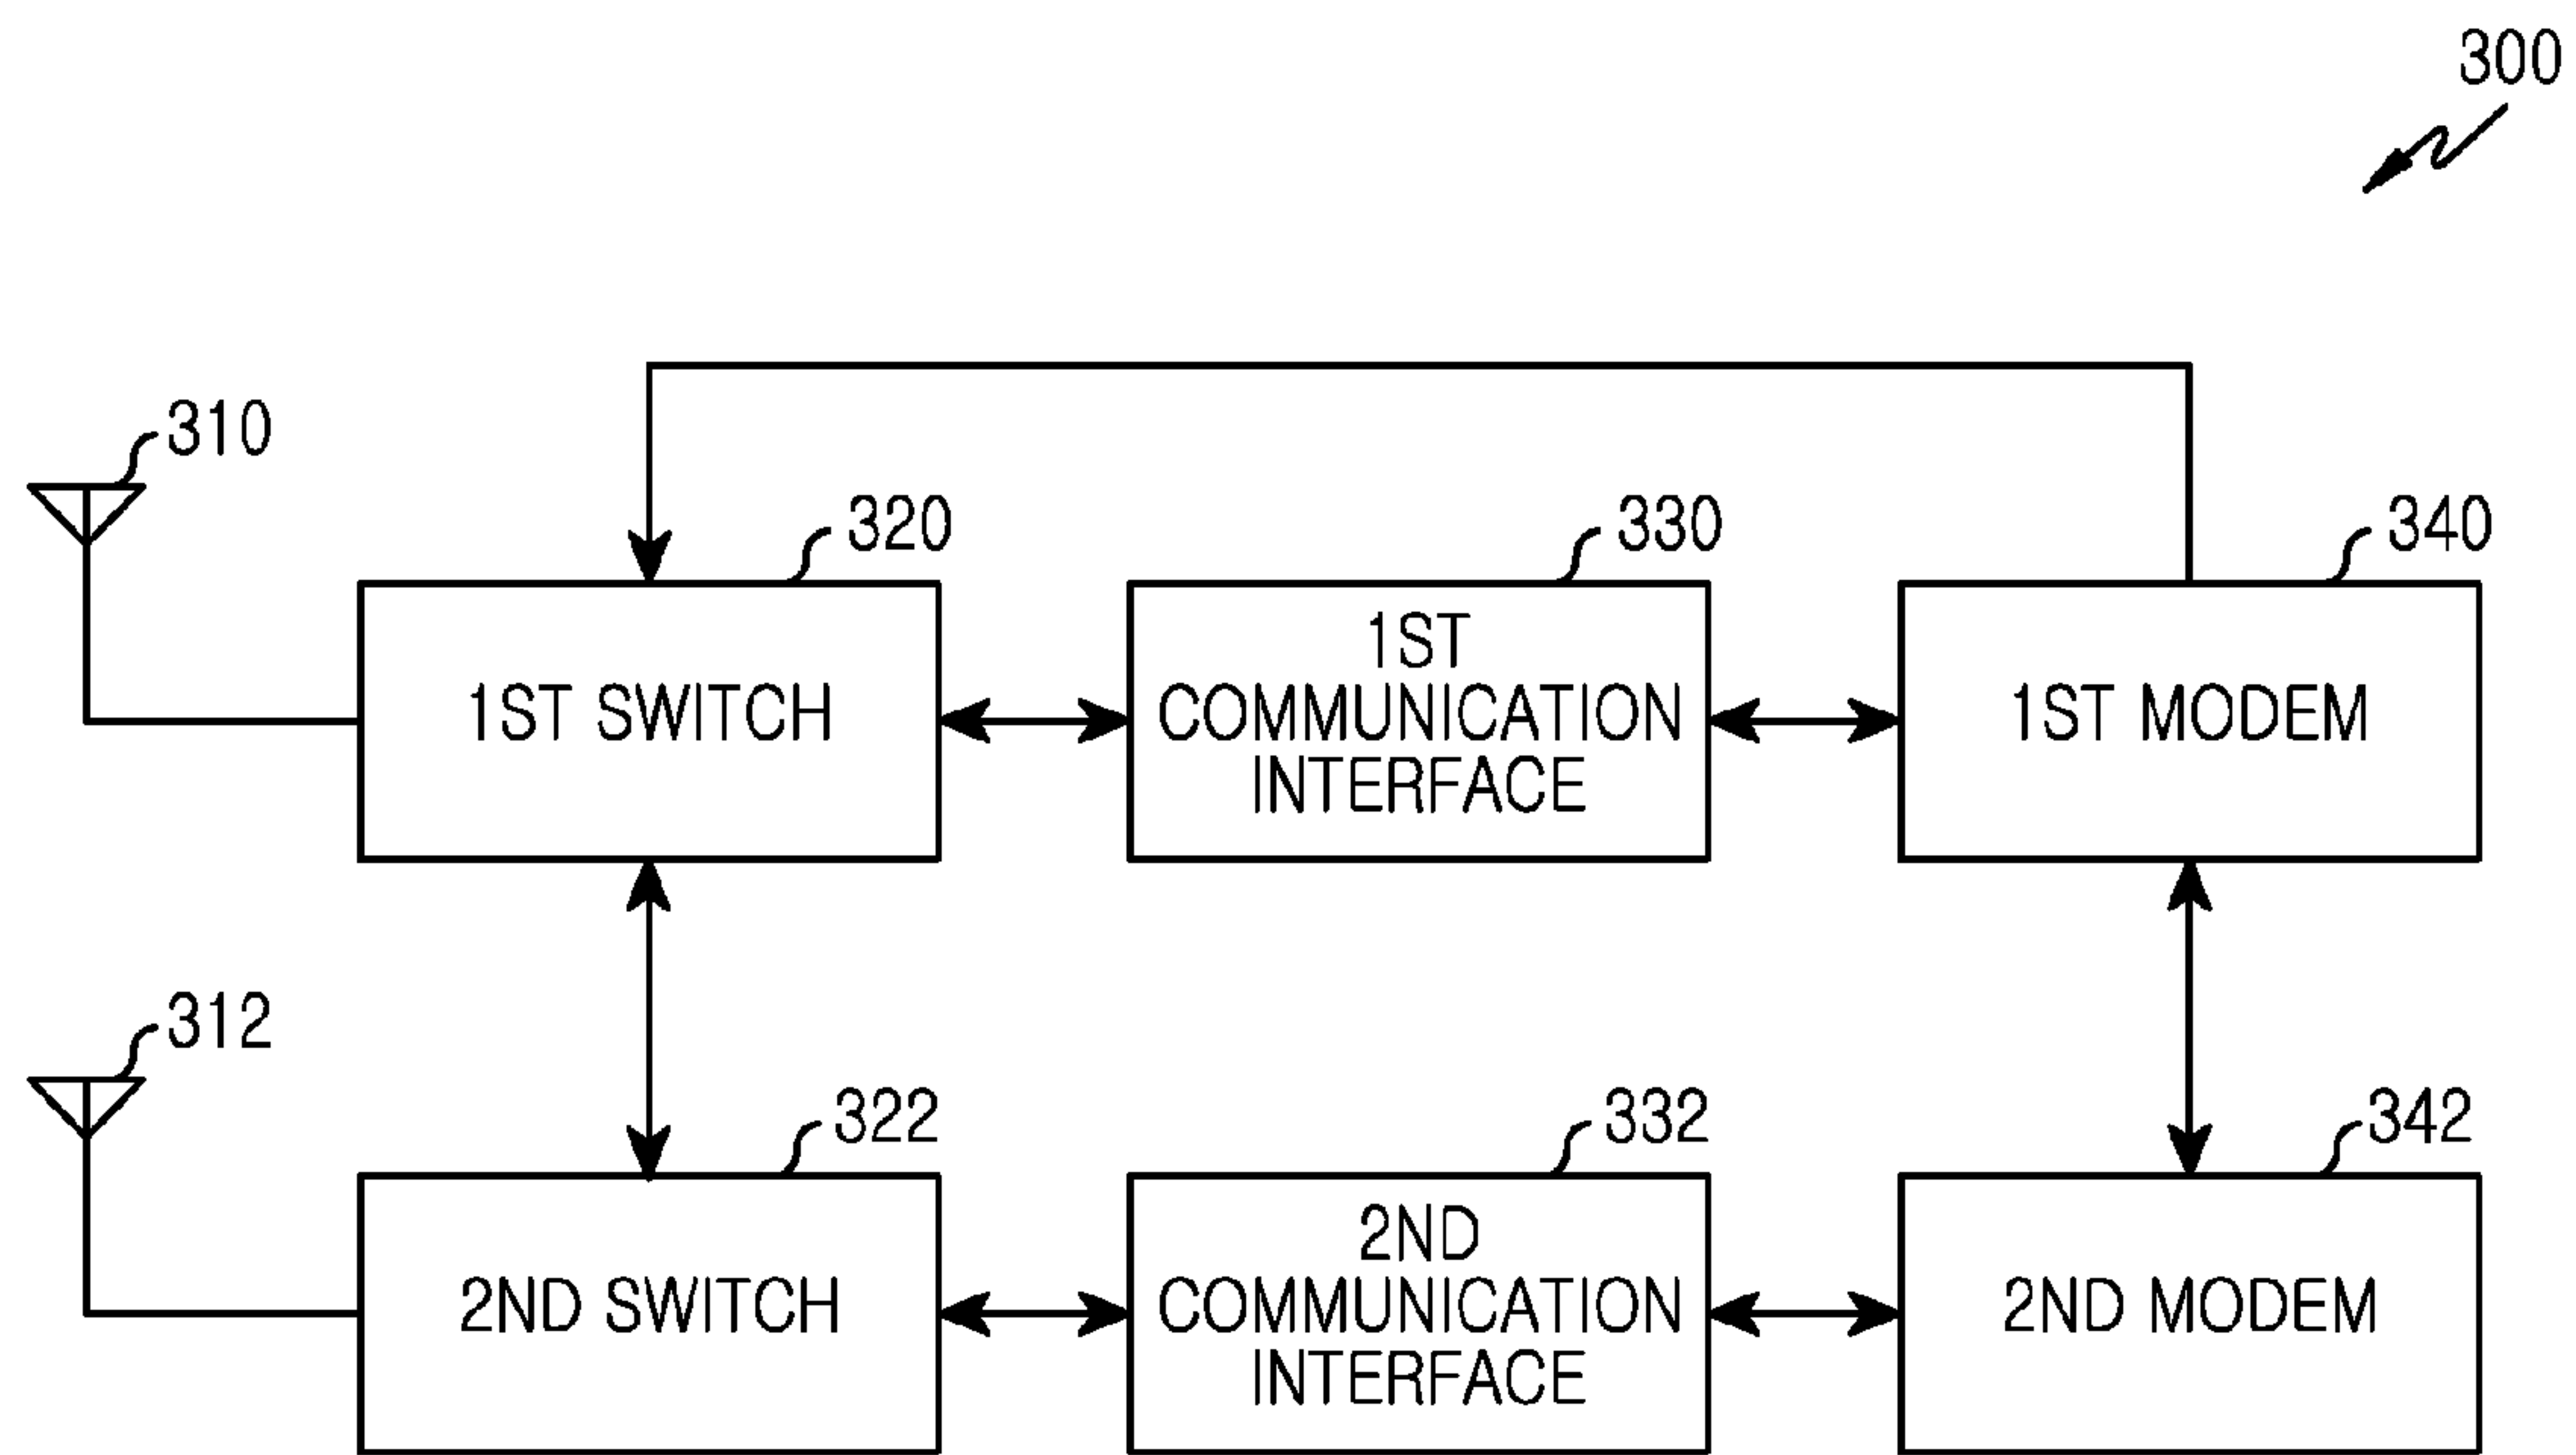 300
310
320
330
340
1ST SWITCH
1ST
COMMUNICATION
INTERFACE
1ST MODEM
312
322
332
342
2ND SWITCH
2ND
COMMUNICATION
INTERFACE
2ND MODEM